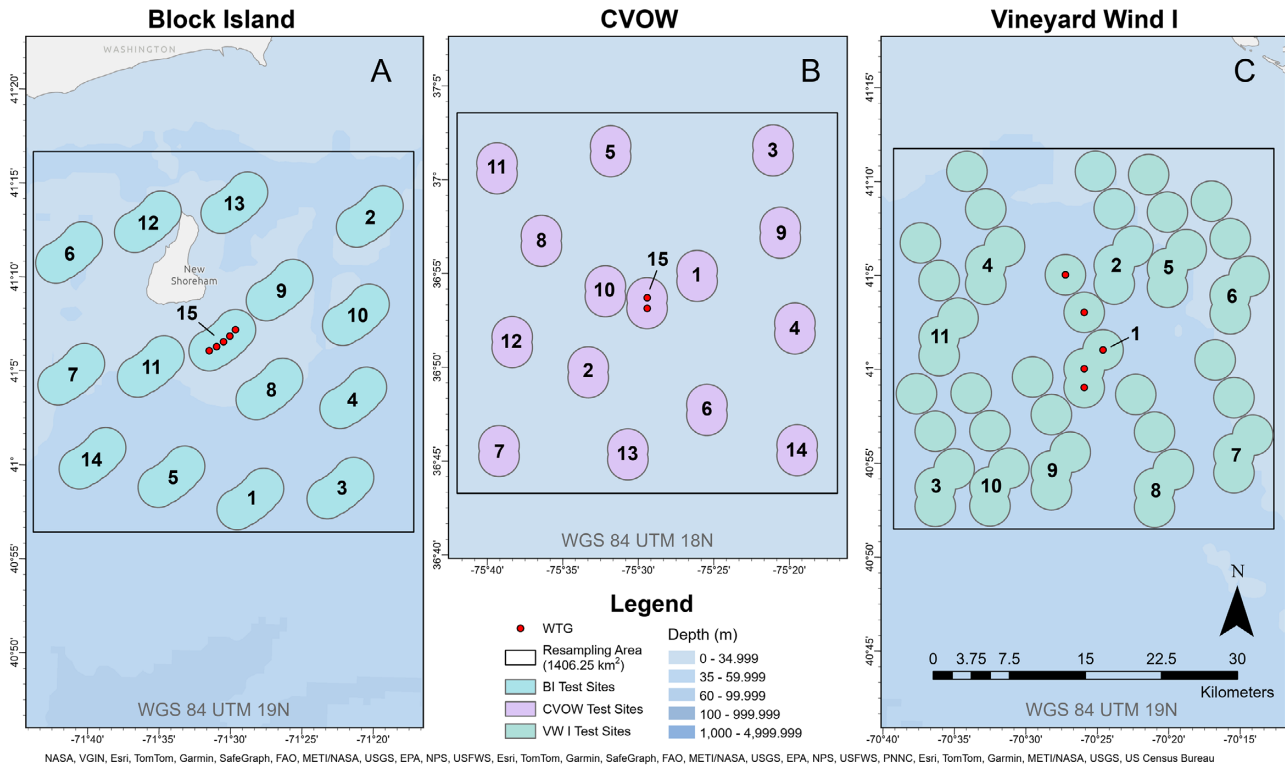 Block Island
CVOW
Vineyard Wind I
WASHINGTON
A
B
C
41°20'
41°15'
41°10'
41°5'
41°
40°55'
40°50'
13
12
2
6
New
Shoreham
9
15
10
11
7
8
4
14
5
1
3
WGS 84 UTM 19N
-71°40'
-71°30'
-71°20'
37°5'
37°
36°55'
36°50'
36°45'
36°40'
5
3
11
8
9
15
1
10
4
12
2
6
7
13
14
WGS 84 UTM 18N
-75°40'
-75°35'
-75°30'
-75°25'
-75°20'
41°15'
41°10'
41°5'
41°
40°55'
40°50'
40°45'
4
2
5
6
11
1
9
7
3
10
8
N
0
3.75
7.5
15
22.5
30
Kilometers
WGS 84 UTM 19N
-70°40'
-70°35'
-70°30'
-70°25'
-70°20'
-70°15'
Legend
WTG
Resampling Area
(1406.25 km²)
BI Test Sites
CVOW Test Sites
VW I Test Sites
Depth (m)
0 - 34.999
35 - 59.999
60 - 99.999
100 - 999.999
1,000 - 4,999.999
NASA, VGIN, Esri, TomTom, Garmin, SafeGraph, FAO, METI/NASA, USGS, EPA, NPS, USFWS, Esri, TomTom, Garmin, SafeGraph, FAO, METI/NASA, USGS, EPA, NPS, USFWS, PNNC, Esri, TomTom, Garmin, METI/NASA, USGS, US Census Bureau